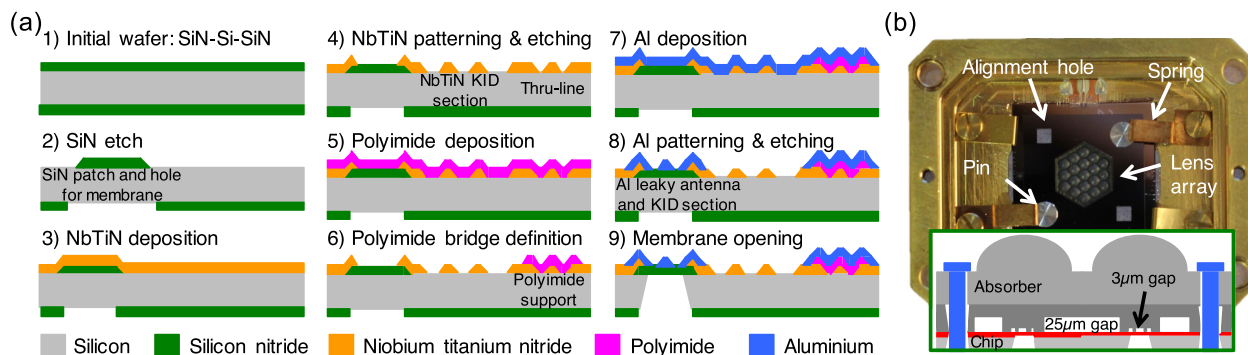 (a)
1) Initial wafer: SiN-Si-SiN
2) SiN etch
SiN patch and hole
for membrane
3) NbTiN deposition
4) NbTiN patterning & etching
NbTiN KID
section
Thru-line
5) Polyimide deposition
6) Polyimide bridge definition
Polyimide
support
7) Al deposition
8) Al patterning & etching
Al leaky antenna
and KID section
9) Membrane opening
Silicon
Silicon nitride
Niobium titanium nitride
Polyimide
Aluminium
(b)
Alignment hole
Spring
Pin
Lens
array
Absorber
3µm gap
25µm gap
Chip